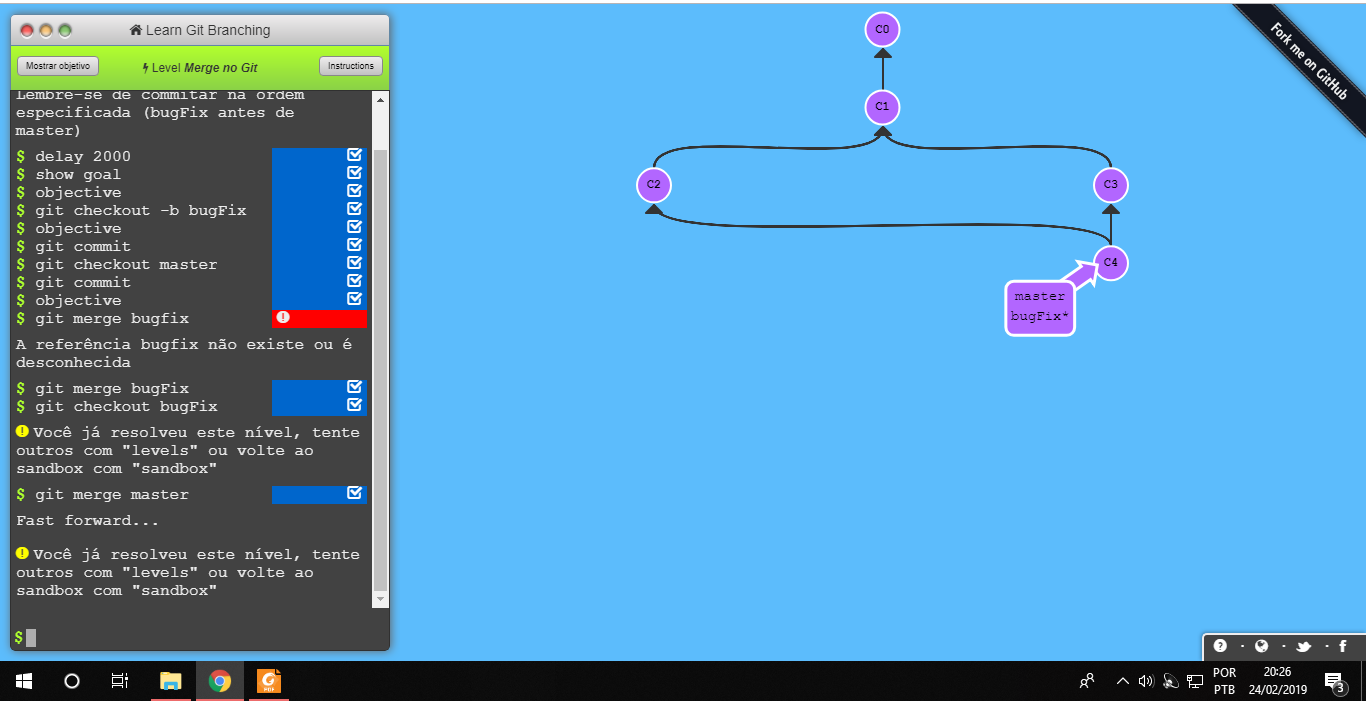 Learn Git Branching
Mostrar objetivo
Level Merge no Git
Instructions
Lembre-se de commitar na ordem
especificada (bugFix antes de
master)
$ delay 2000
$ show goal
$ objective
$ git checkout -b bugFix
$ objective
$ git commit
$ git checkout master
$ git commit
$ objective
$ git merge bugfix
A referência bugfix não existe ou é
desconhecida
$ git merge bugFix
$ git checkout bugFix
Você já resolveu este nível, tente
outros com "levels" ou volte ao
sandbox com "sandbox"
$ git merge master
Fast forward...
Você já resolveu este nível, tente
outros com "levels" ou volte ao
sandbox com "sandbox"
$
C0
C1
C2
C3
C4
master
bugFix*
Fork me on GitHub
POR
PTB
20:26
24/02/2019
3